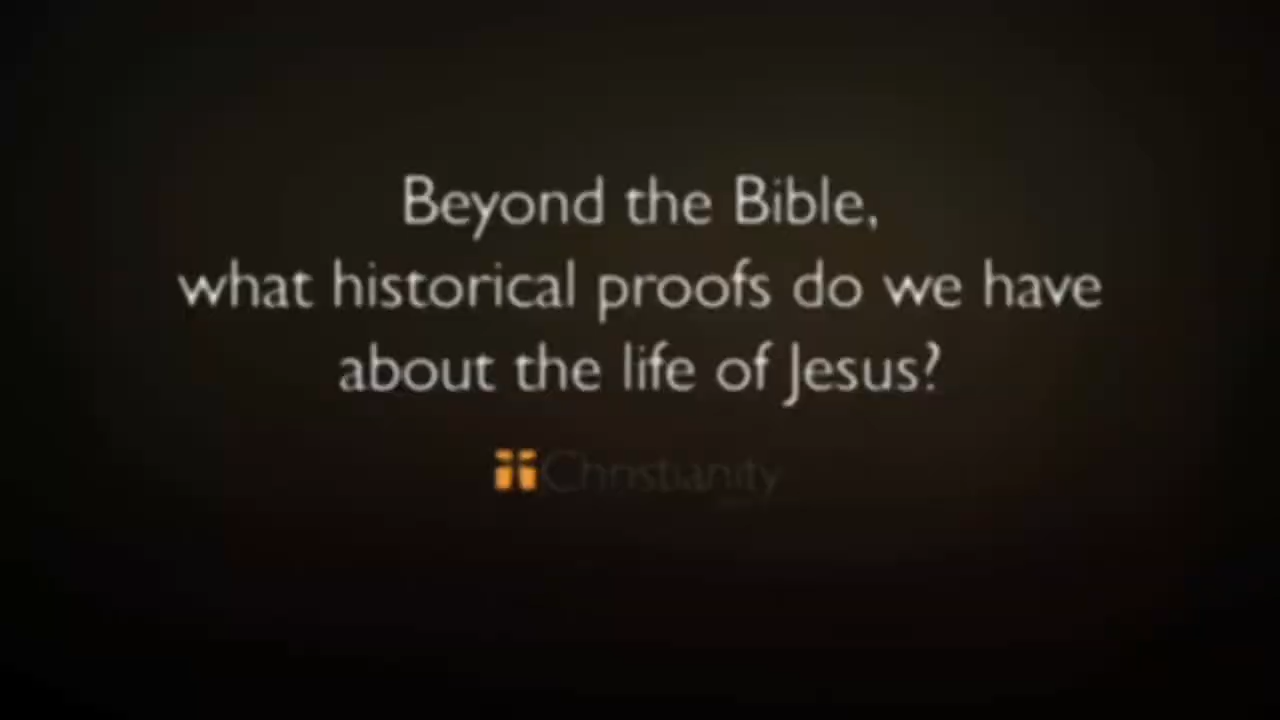 Beyond the Bible,
what historical proofs do we have
about the life of Jesus?
Christianity